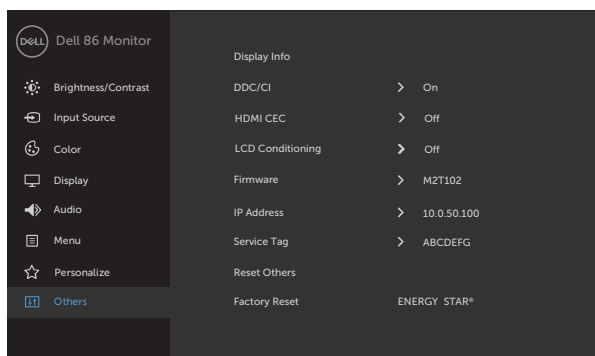 DELL Dell 86 Monitor
Display Info
Brightness/Contrast DDC/CI > On
Input Source HDMI CEC > Off
Color LCD Conditioning > Off
Display Firmware > M2T102
Audio IP Address > 10.0.50.100
Menu Service Tag > ABCDEFG
Personalize Reset Others
Others Factory Reset ENERGY STAR®